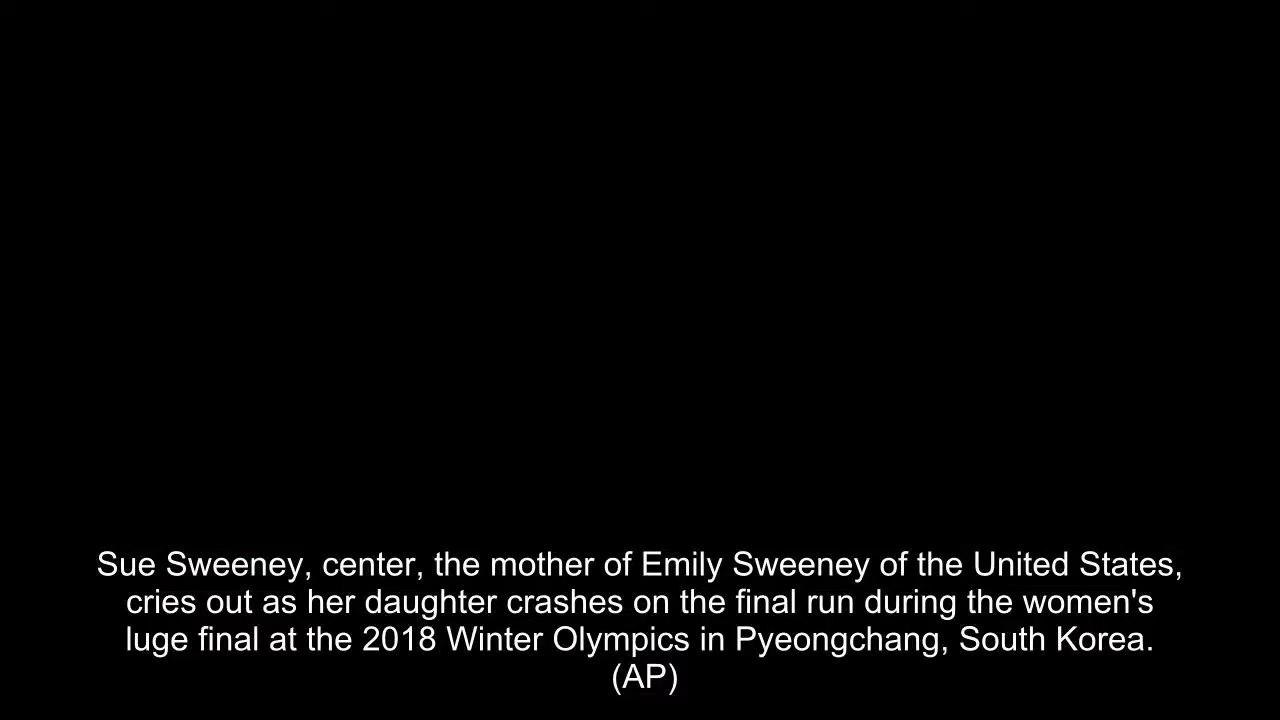 Sue Sweeney, center, the mother of Emily Sweeney of the United States,
cries out as her daughter crashes on the final run during the women's
luge final at the 2018 Winter Olympics in Pyeongchang, South Korea.
(AP)